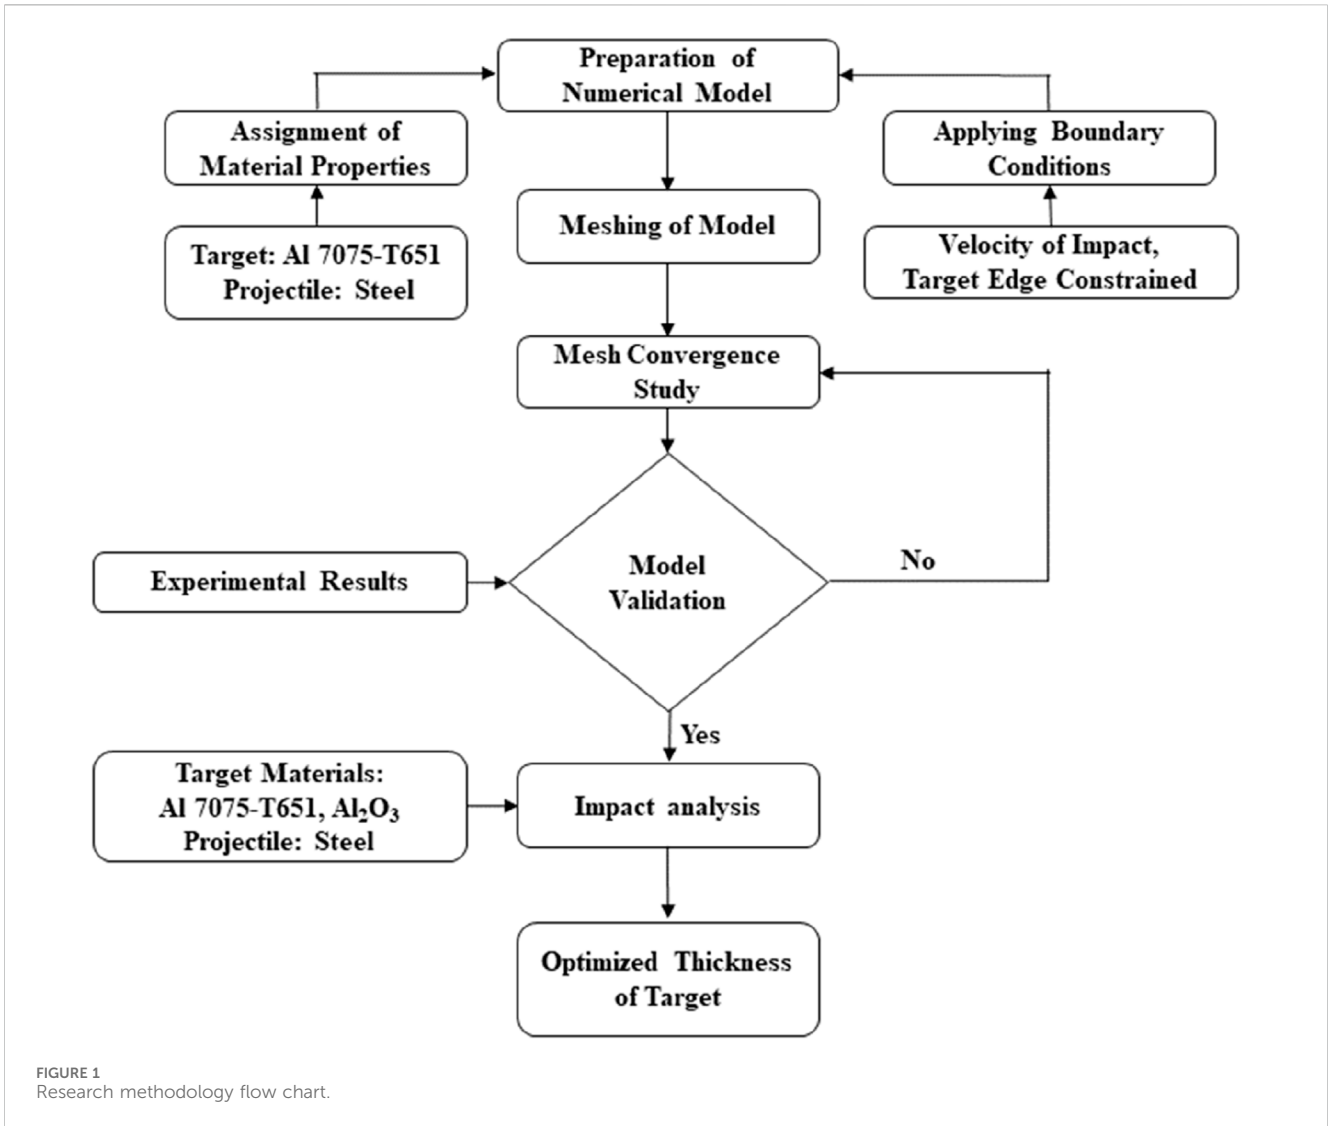 Preparation of
Numerical Model
Assignment of
Material Properties
Applying Boundary
Conditions
Meshing of Model
Target: Al 7075-T651
Projectile: Steel
Velocity of Impact,
Target Edge Constrained
Mesh Convergence
Study
Experimental Results
Model
Validation
No
Yes
Target Materials:
Al 7075-T651, Al₂O₃
Projectile: Steel
Impact analysis
Optimized Thickness
of Target
FIGURE 1
Research methodology flow chart.